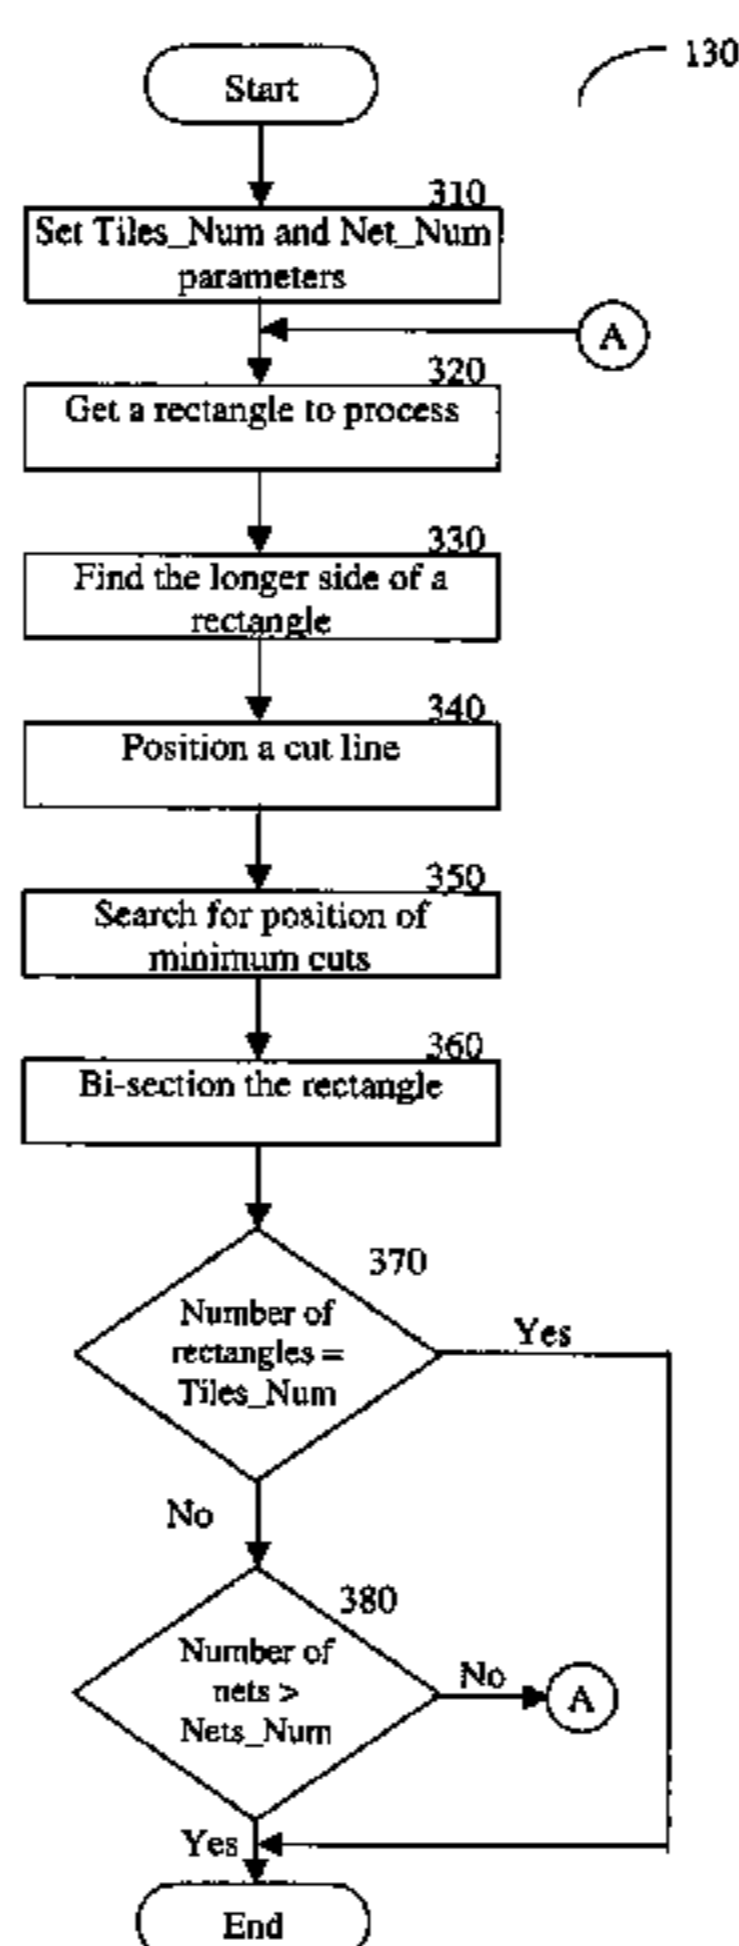 130
Start
310
Set Tiles_Num and Net_Num
parameters
A
320
Get a rectangle to process
330
Find the longer side of a
rectangle
340
Position a cut line
350
Search for position of
minimum cuts
360
Bi-section the rectangle
370
Number of
rectangles =
Tiles_Num
Yes
No
380
Number of
nets >
Nets_Num
No
A
Yes
End